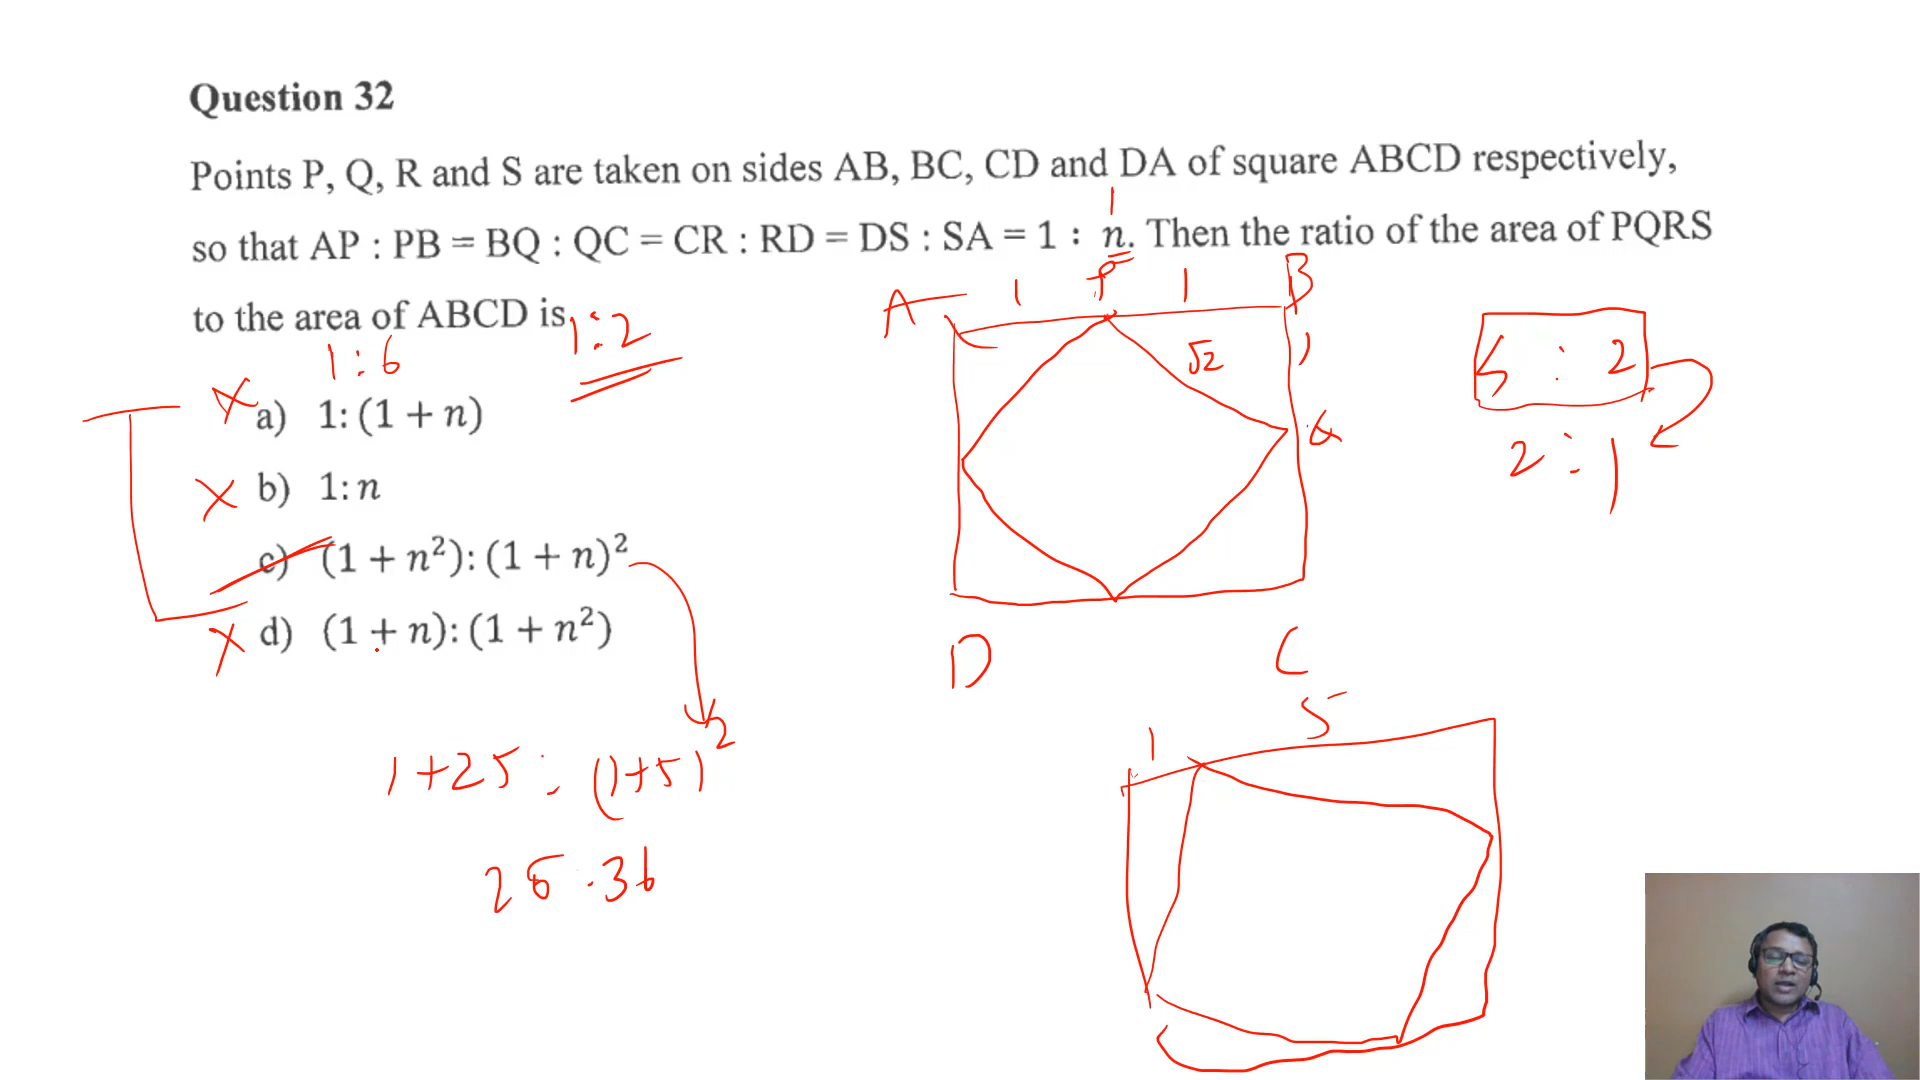 Question 32
Points P, Q, R and S are taken on sides AB, BC, CD and DA of square ABCD respectively,
so that AP : PB = BQ : QC = CR : RD = DS : SA = 1 : n. Then the ratio of the area of PQRS
1
to the area of ABCD is
1:2
1:6
a) 1: (1 + n)
b) 1: n
c) (1 + n²): (1 + n)²
d) (1 + n): (1 + n²)
A 1 P 1 B
√2 1
Q
D C
: 2
2 : 1
1 5
1+25 : (1+5)²
26 : 36